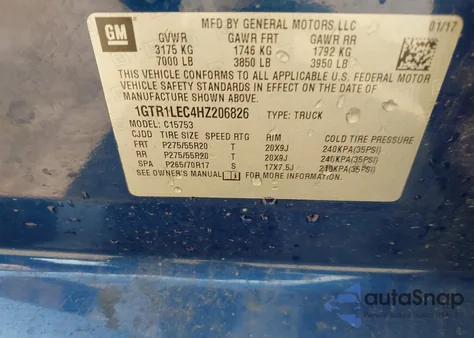 GM
MFD BY GENERAL MOTORS LLC
01/17
GVWR GAWR FRT GAWR RR
3175 KG 1746 KG 1792 KG
7000 LB 3850 LB 3950 LB
THIS VEHICLE CONFORMS TO ALL APPLICABLE U.S. FEDERAL MOTOR
VEHICLE SAFETY STANDARDS IN EFFECT ON THE DATE OF
MANUFACTURE SHOWN ABOVE.
1GTR1LEC4HZ206826 TYPE: TRUCK
MODEL: C15753
CJDD TIRE SIZE SPEED RTG RIM COLD TIRE PRESSURE
FRT P275/55R20 T 20X9J 240KPA(35PSI)
RR P275/55R20 T 20X9J 240KPA(35PSI)
SPA P265/70R17 S 17X7.5J 240KPA(35PSI)
SEE OWNER'S MANUAL FOR MORE
INFORMATION.
autoSnap